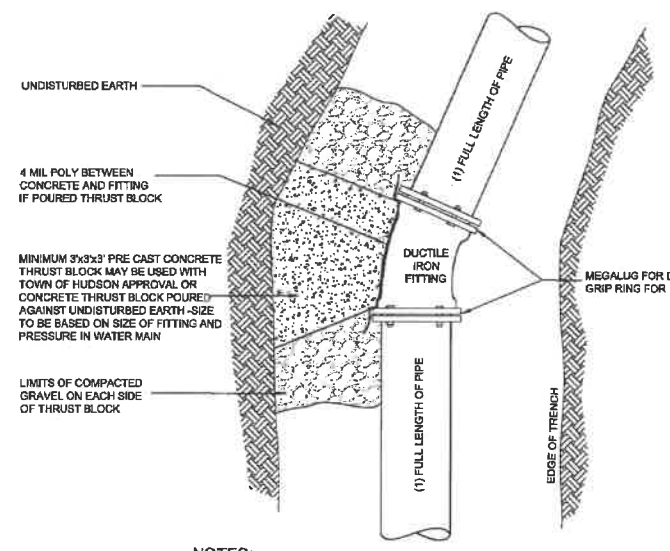 UNDISTURBED EARTH
4 MIL POLY BETWEEN
CONCRETE AND FITTING
IF POURED THRUST BLOCK
MINIMUM 3'x3'x3' PRE CAST CONCRETE
THRUST BLOCK MAY BE USED WITH
TOWN OF HUDSON APPROVAL OR
CONCRETE THRUST BLOCK POURED
AGAINST UNDISTURBED EARTH -SIZE
TO BE BASED ON SIZE OF FITTING AND
PRESSURE IN WATER MAIN
LIMITS OF COMPACTED
GRAVEL ON EACH SIDE
OF THRUST BLOCK
(1) FULL LENGTH OF PIPE
DUCTILE
IRON
FITTING
(1) FULL LENGTH OF PIPE
MEGALUG FOR D
GRIP RING FOR
EDGE OF TRENCH
NOTES: